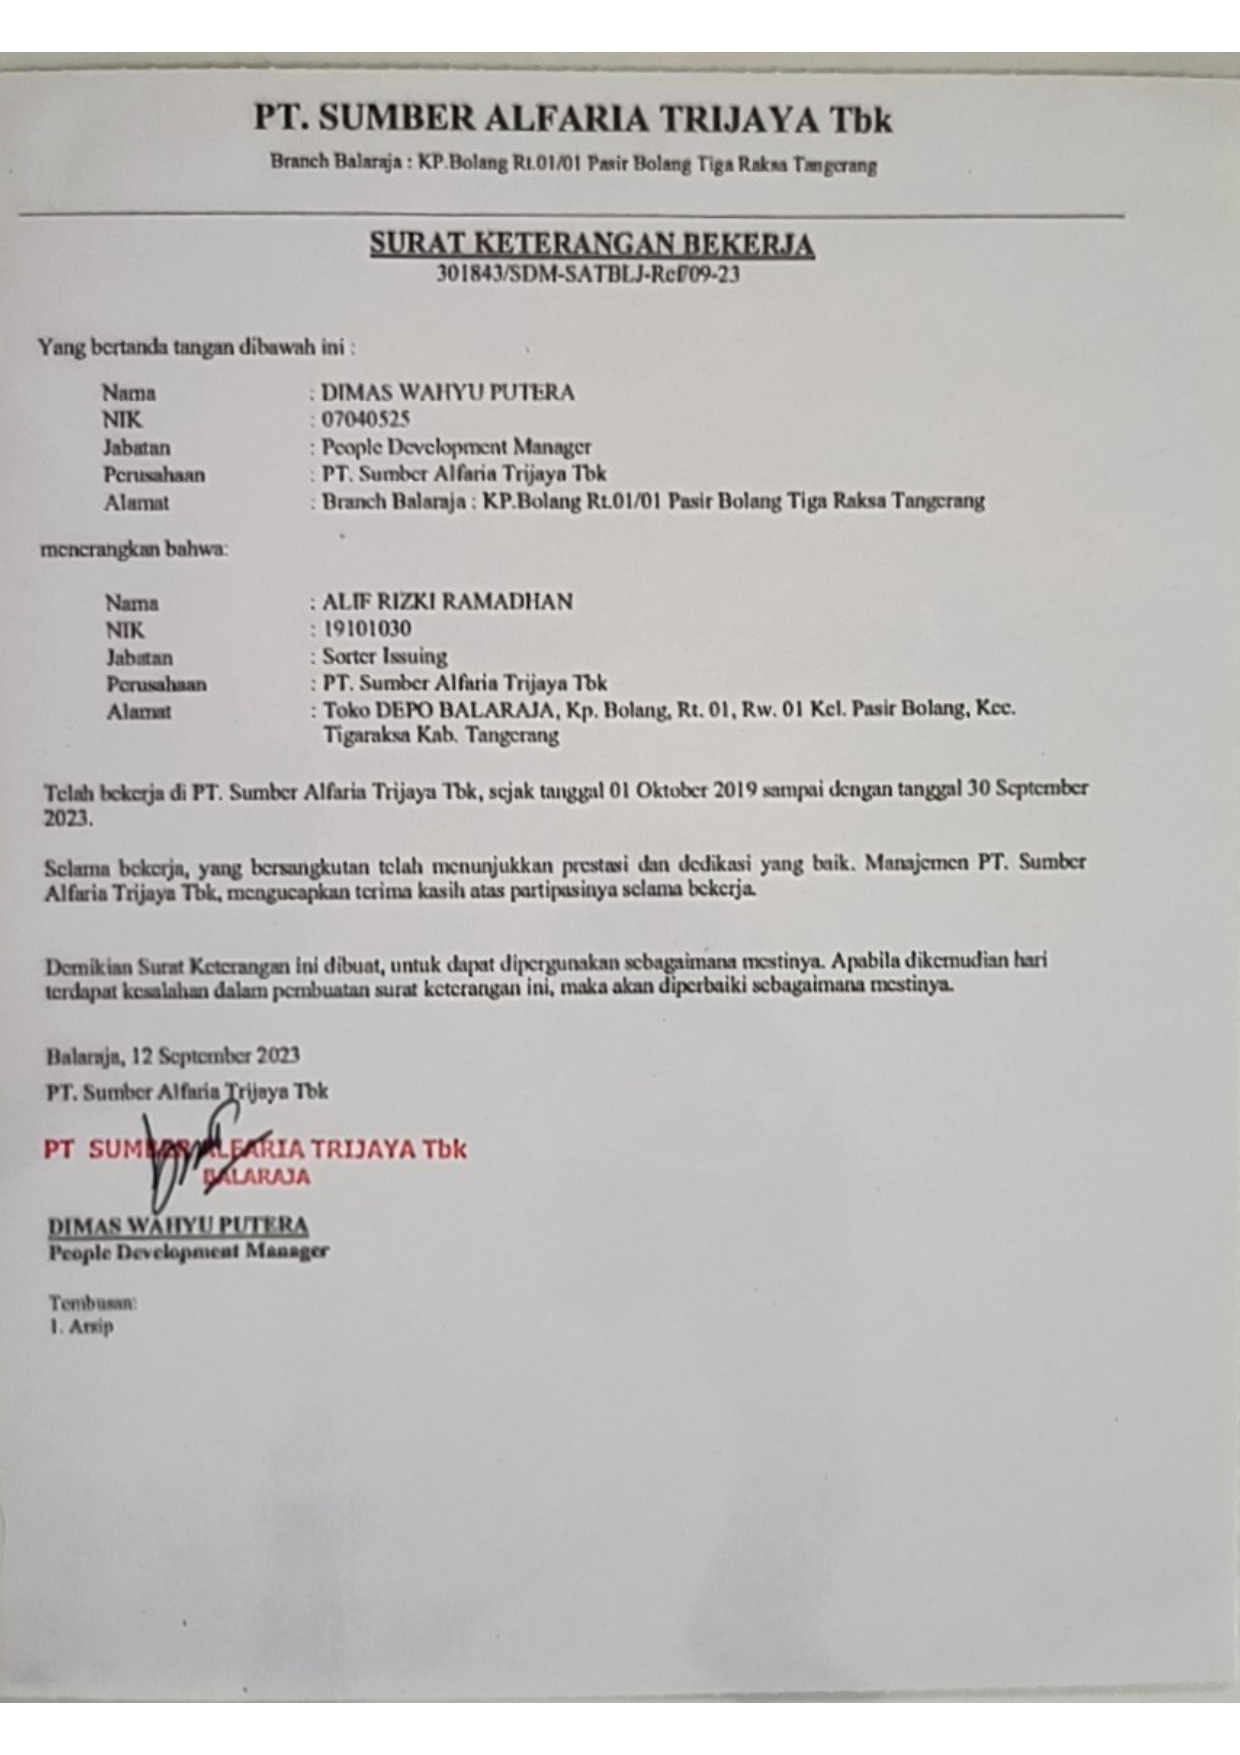 PT. SUMBER ALFARIA TRIJAYA Tbk
Branch Balaraja : KP.Bolang Rt.01/01 Pasir Bolang Tiga Raksa Tangerang
SURAT KETERANGAN BEKERJA
301843/SDM-SATBLJ-Ref/09-23
Yang bertanda tangan dibawah ini :
Nama : DIMAS WAHYU PUTERA
NIK : 07040525
Jabatan : People Development Manager
Perusahaan : PT. Sumber Alfaria Trijaya Tbk
Alamat : Branch Balaraja : KP.Bolang Rt.01/01 Pasir Bolang Tiga Raksa Tangerang
menerangkan bahwa:
Nama : ALIF RIZKI RAMADHAN
NIK : 19101030
Jabatan : Sorter Issuing
Perusahaan : PT. Sumber Alfaria Trijaya Tbk
Alamat : Toko DEPO BALARAJA, Kp. Bolang, Rt. 01, Rw. 01 Kel. Pasir Bolang, Kec.
Tigaraksa Kab. Tangerang
Telah bekerja di PT. Sumber Alfaria Trijaya Tbk, sejak tanggal 01 Oktober 2019 sampai dengan tanggal 30 September
2023.
Selama bekerja, yang bersangkutan telah menunjukkan prestasi dan dedikasi yang baik. Manajemen PT. Sumber
Alfaria Trijaya Tbk, mengucapkan terima kasih atas partipasinya selama bekerja.
Demikian Surat Keterangan ini dibuat, untuk dapat dipergunakan sebagaimana mestinya. Apabila dikemudian hari
terdapat kesalahan dalam pembuatan surat keterangan ini, maka akan diperbaiki sebagaimana mestinya.
Balaraja, 12 September 2023
PT. Sumber Alfaria Trijaya Tbk
PT SUMBER ALFARIA TRIJAYA Tbk
BALARAJA
DIMAS WAHYU PUTERA
People Development Manager
Tembusan:
1. Arsip